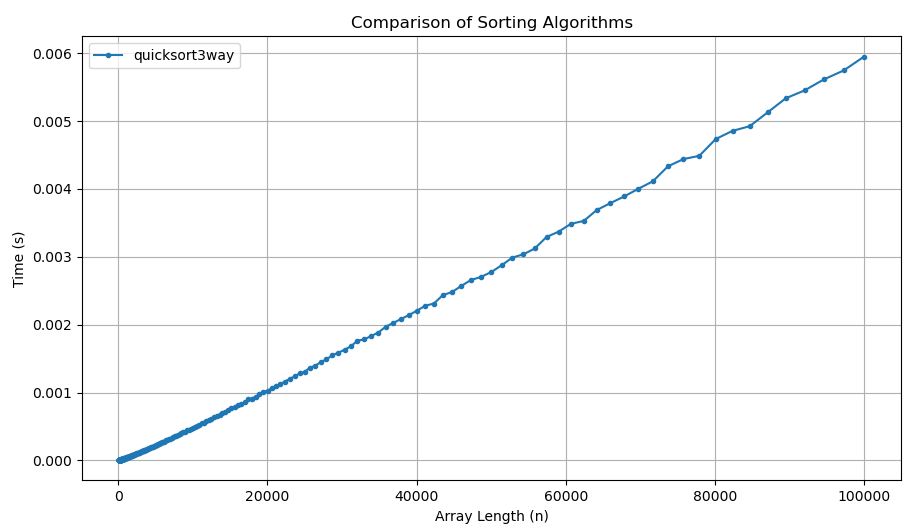 Comparison of Sorting Algorithms
quicksort3way
0.006
0.005
0.004
0.003
0.002
0.001
0.000
Time (s)
0 20000 40000 60000 80000 100000
Array Length (n)